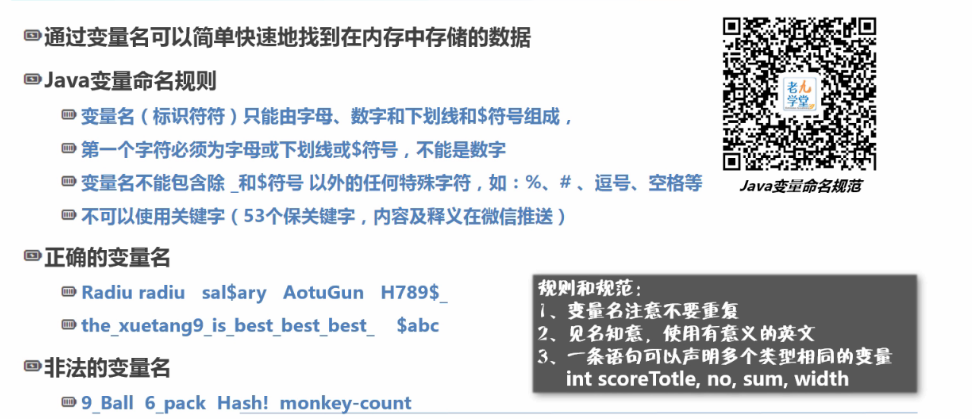 通过变量名可以简单快速地找到在内存中存储的数据
Java变量命名规则
变量名（标识符符）只能由字母、数字和下划线和$符号组成，
第一个字符必须为字母或下划线或$符号，不能是数字
变量名不能包含除 _和$符号 以外的任何特殊字符，如：%、# 、逗号、空格等
不可以使用关键字（53个保关键字，内容及释义在微信推送）
老九
学堂
Java变量命名规范
正确的变量名
Radiu radiu sal$ary AotuGun H789$_
the_xuetang9_is_best_best_best_ $abc
非法的变量名
9_Ball 6_pack Hash! monkey-count
规则和规范：
1、变量名注意不要重复
2、见名知意，使用有意义的英文
3、一条语句可以声明多个类型相同的变量
int scoreTotle, no, sum, width